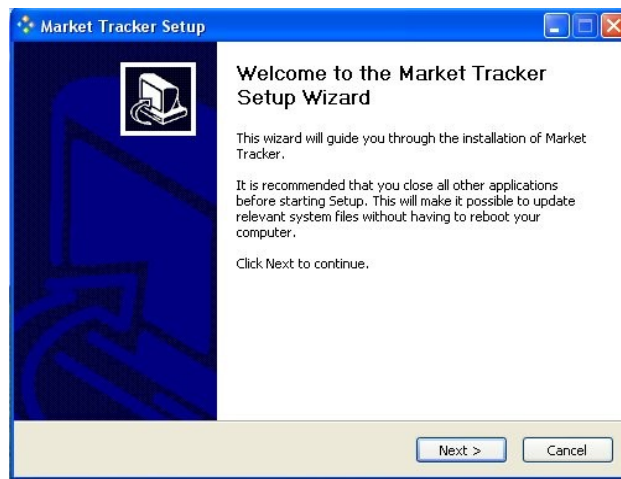 Market Tracker Setup
Welcome to the Market Tracker
Setup Wizard
This wizard will guide you through the installation of Market
Tracker.
It is recommended that you close all other applications
before starting Setup. This will make it possible to update
relevant system files without having to reboot your
computer.
Click Next to continue.
Next >
Cancel